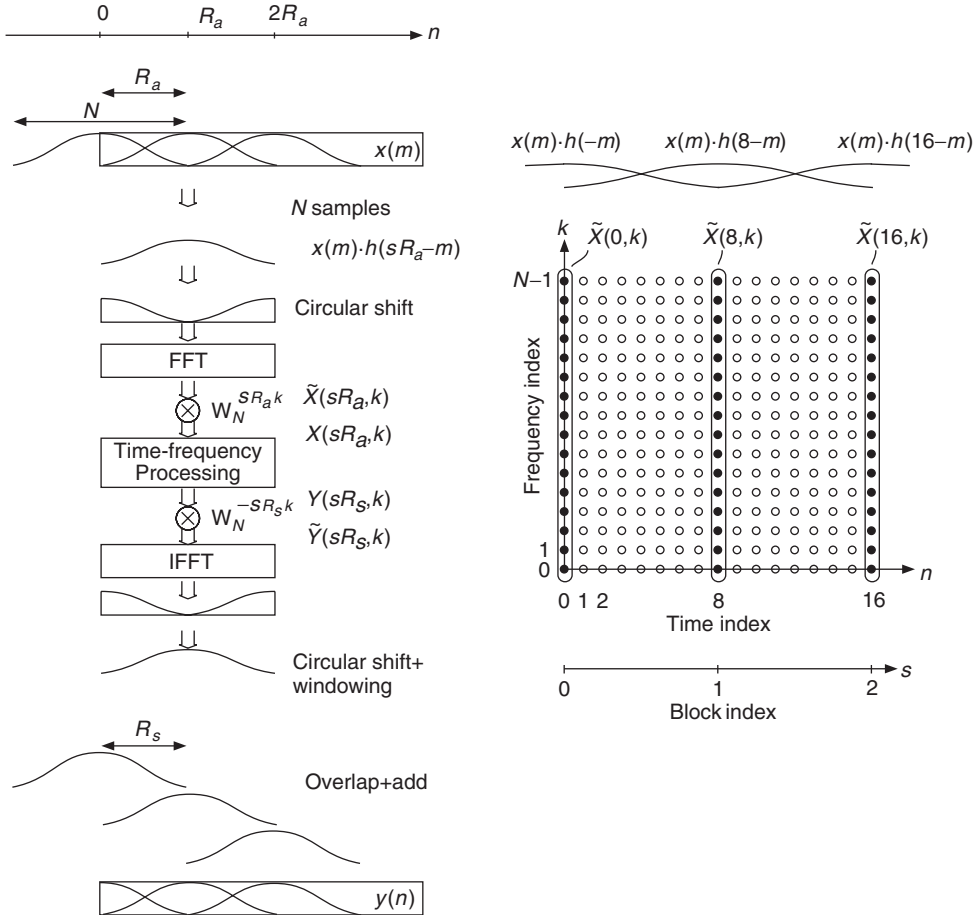 0 R_a 2R_a n
R_a
N
x(m)
N samples
x(m)·h(sR_a–m)
Circular shift
FFT
W_N^{sR_a k} X̃(sR_a,k)
X(sR_a,k)
Time-frequency
Processing
Y(sR_s,k)
W_N^{–sR_s k}
Ỹ(sR_s,k)
IFFT
Circular shift+
windowing
R_s
Overlap+add
y(n)
x(m)·h(–m) x(m)·h(8–m) x(m)·h(16–m)
k X̃(0,k) X̃(8,k) X̃(16,k)
N–1
Frequency index
1
0 n
0 1 2 8 16
Time index
s
0 1 2
Block index